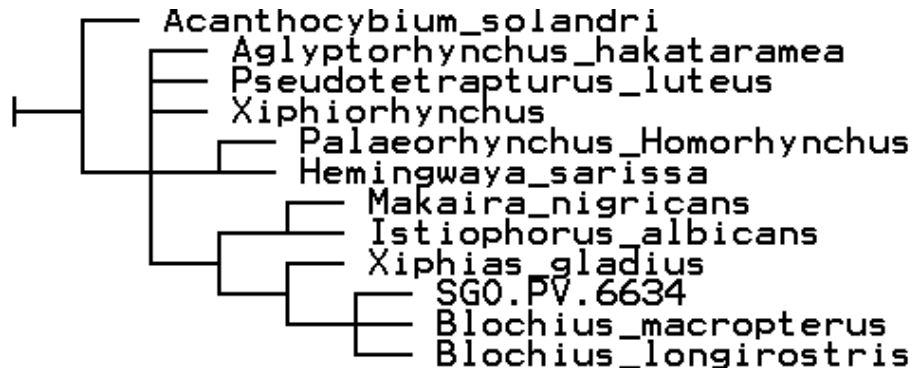 Acanthocybium_solandri
Aglyptorhynchus_hakataramea
Pseudotetrapturus_luteus
Xiphiorhynchus
Palaeorhynchus_Homorhynchus
Hemingwaya_sarissa
Makaira_nigricans
Istiophorus_albicans
Xiphias_gladius
SGO.PV.6634
Blochius_macropterus
Blochius_longirostris